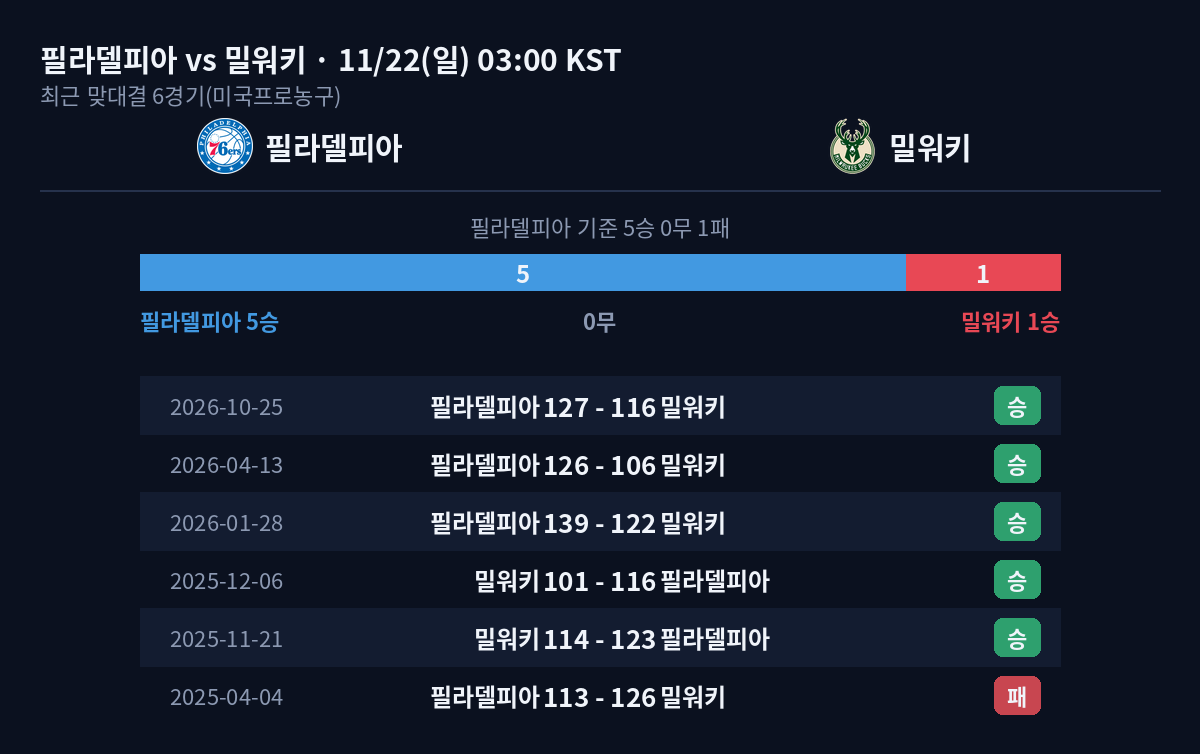 필라델피아 vs 밀워키 · 11/22(일) 03:00 KST
최근 맞대결 6경기(미국프로농구)
PHILADELPHIA 76ers 필라델피아
MILWAUKEE BUCKS 밀워키
필라델피아 기준 5승 0무 1패
5 1
필라델피아 5승 0무 밀워키 1승
2026-10-25 필라델피아 127 - 116 밀워키 승
2026-04-13 필라델피아 126 - 106 밀워키 승
2026-01-28 필라델피아 139 - 122 밀워키 승
2025-12-06 밀워키 101 - 116 필라델피아 승
2025-11-21 밀워키 114 - 123 필라델피아 승
2025-04-04 필라델피아 113 - 126 밀워키 패